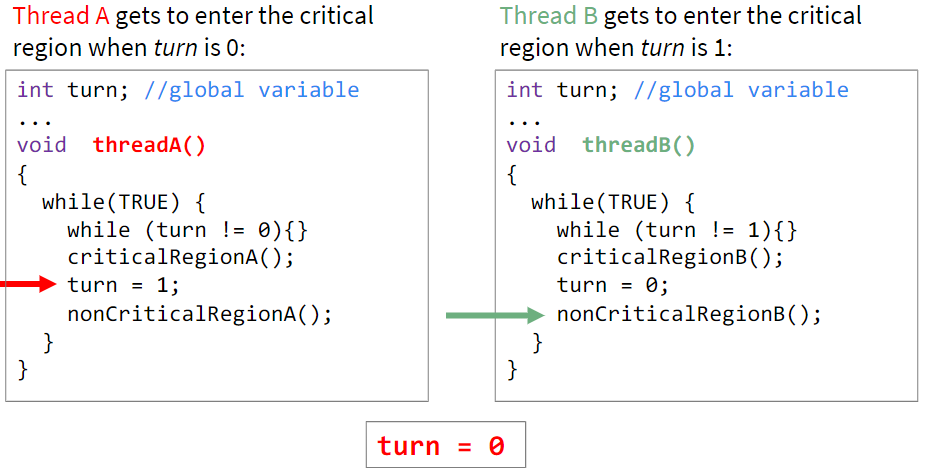 Thread A gets to enter the critical
region when turn is 0:
int turn; //global variable
...
void  threadA()
{
  while(TRUE) {
    while (turn != 0){}
    criticalRegionA();
    turn = 1;
    nonCriticalRegionA();
  }
}
Thread B gets to enter the critical
region when turn is 1:
int turn; //global variable
...
void  threadB()
{
  while(TRUE) {
    while (turn != 1){}
    criticalRegionB();
    turn = 0;
    nonCriticalRegionB();
  }
}
turn = 0